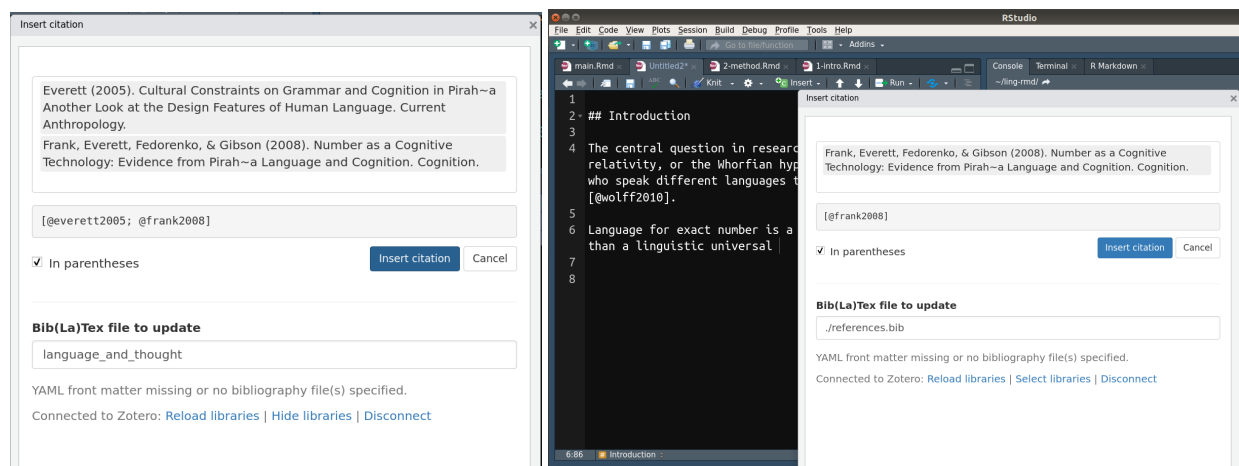 Insert citation ×
Everett (2005). Cultural Constraints on Grammar and Cognition in Pirah~a
Another Look at the Design Features of Human Language. Current
Anthropology.
Frank, Everett, Fedorenko, & Gibson (2008). Number as a Cognitive
Technology: Evidence from Pirah~a Language and Cognition. Cognition.
[@everett2005; @frank2008]
In parentheses
Insert citation Cancel
Bib(La)Tex file to update
language_and_thought
YAML front matter missing or no bibliography file(s) specified.
Connected to Zotero: Reload libraries | Hide libraries | Disconnect
RStudio
File Edit Code View Plots Session Build Debug Profile Tools Help
Go to file/function Addins
main.Rmd × Untitled2* × 2-method.Rmd × 1-intro.Rmd ×
Console Terminal × R Markdown ×
ABC Knit Insert Run
~/ling-rmd/
1
2 ## Introduction
3
4 The central question in researc
relativity, or the Whorfian hyp
who speak different languages t
[@wolff2010].
5
6 Language for exact number is a
than a linguistic universal
7
8
6:86 Introduction :
Insert citation ×
Frank, Everett, Fedorenko, & Gibson (2008). Number as a Cognitive
Technology: Evidence from Pirah~a Language and Cognition. Cognition.
[@frank2008]
In parentheses
Insert citation Cancel
Bib(La)Tex file to update
./references.bib
YAML front matter missing or no bibliography file(s) specified.
Connected to Zotero: Reload libraries | Select libraries | Disconnect